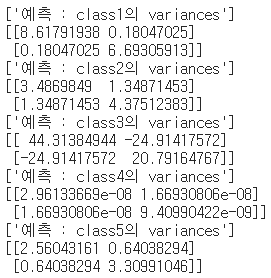 ['예측 : class1의 variances']
[[8.61791938 0.18047025]
 [0.18047025 6.69305913]]
['예측 : class2의 variances']
[[3.4869849  1.34871453]
 [1.34871453 4.37512383]]
['예측 : class3의 variances']
[[ 44.31384944 -24.91417572]
 [-24.91417572  20.79164767]]
['예측 : class4의 variances']
[[2.96133669e-08 1.66930806e-08]
 [1.66930806e-08 9.40990422e-09]]
['예측 : class5의 variances']
[[2.56043161 0.64038294]
 [0.64038294 3.30991046]]